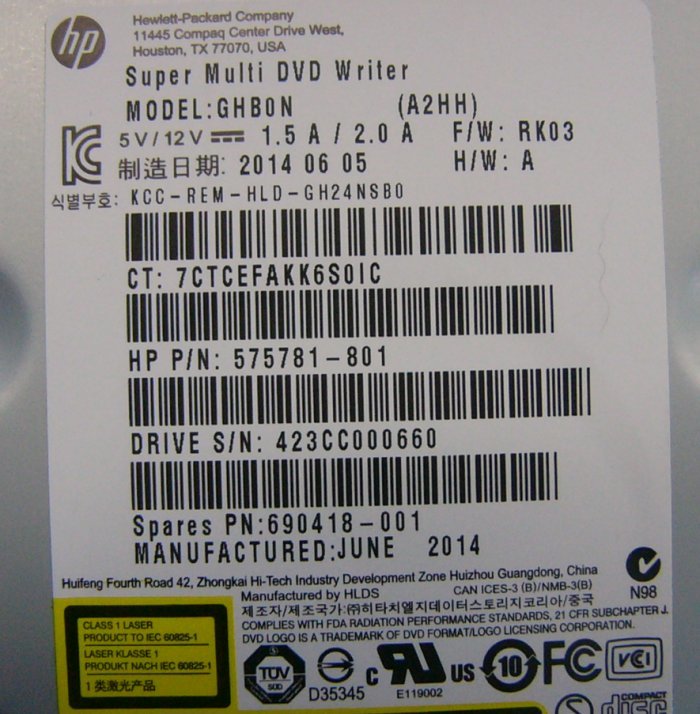 hp
Hewlett-Packard Company
11445 Compaq Center Drive West,
Houston, TX 77070, USA
Super Multi DVD Writer
MODEL:GHB0N (A2HH)
5V/12V 1.5 A / 2.0 A F/W: RK03
制造日期: 2014 06 05 H/W: A
식별부호: KCC-REM-HLD-GH24NSB0
CT: 7CTCEFAKK6S0IC
HP P/N: 575781-801
DRIVE S/N: 423CC000660
Spares PN:690418-001
MANUFACTURED:JUNE 2014
Huifeng Fourth Road 42, Zhongkai Hi-Tech Industry Development Zone Huizhou Guangdong, China
Manufactured by HLDS CAN ICES-3 (B)/NMB-3(B)
N98
제조자/제조국가:㈜히타치엘지데이터스토리지코리아/중국
COMPLIES WITH FDA RADIATION PERFORMANCE STANDARDS, 21 CFR SUBCHAPTER J.
DVD LOGO IS A TRADEMARK OF DVD FORMAT/LOGO LICENSING CORPORATION.
CLASS 1 LASER
PRODUCT TO IEC 60825-1
LASER KLASSE 1
PRODUKT NACH IEC 60825-1
1 类激光产品
TÜV
D35345
c UR US
E119002
10
FC
VCI
COMPACT
disc